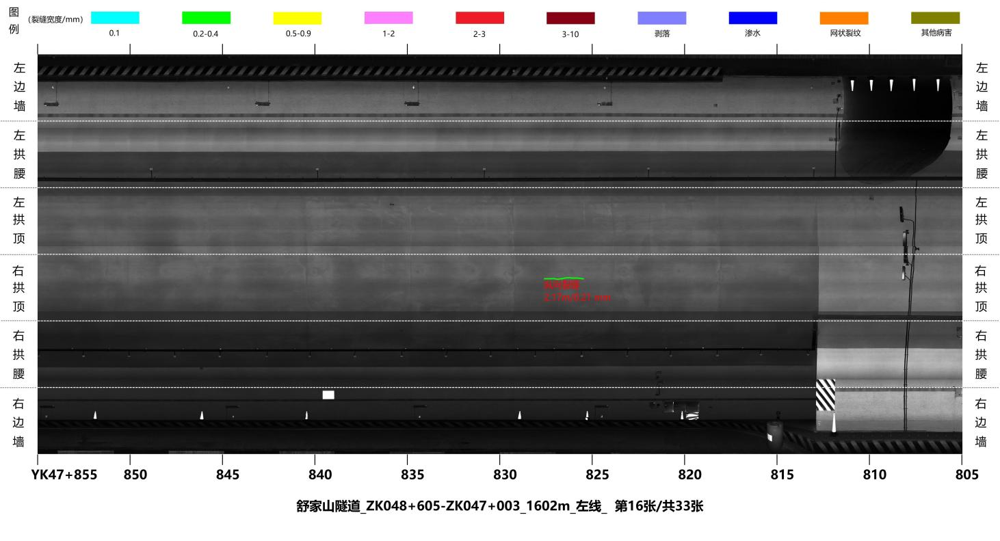 图例
(裂缝宽度/mm)
0.1
0.2-0.4
0.5-0.9
1-2
2-3
3-10
剥落
渗水
网状裂纹
其他病害
左边墙
左边墙
左拱腰
左拱腰
左拱顶
左拱顶
右拱顶
右拱顶
2.17m/0.21 mm
右拱腰
右拱腰
右边墙
右边墙
YK47+855 850 845 840 835 830 825 820 815 810 805
舒家山隧道_ZK048+605-ZK047+003_1602m_左线_ 第16张/共33张